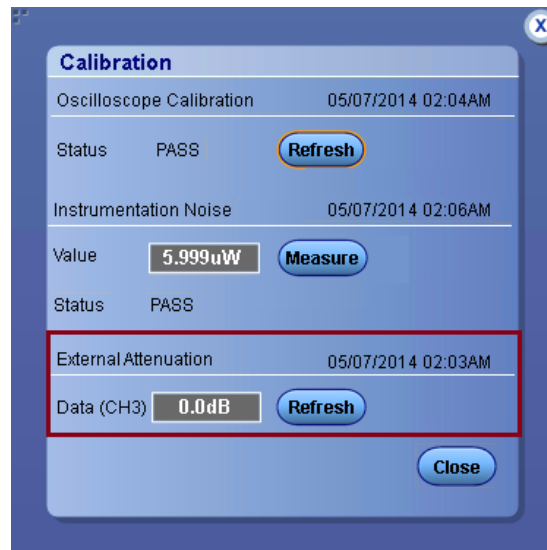 X
Calibration
Oscilloscope Calibration 05/07/2014 02:04AM
Status PASS Refresh
Instrumentation Noise 05/07/2014 02:06AM
Value 5.999uW Measure
Status PASS
External Attenuation 05/07/2014 02:03AM
Data (CH3) 0.0dB Refresh
Close